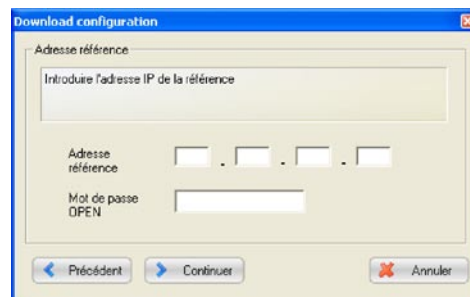 Download configuration
Adresse référence
Introduire l'adresse IP de la référence
Adresse
référence
. . .
Mot de passe
OPEN
Précédent
Continuer
Annuler